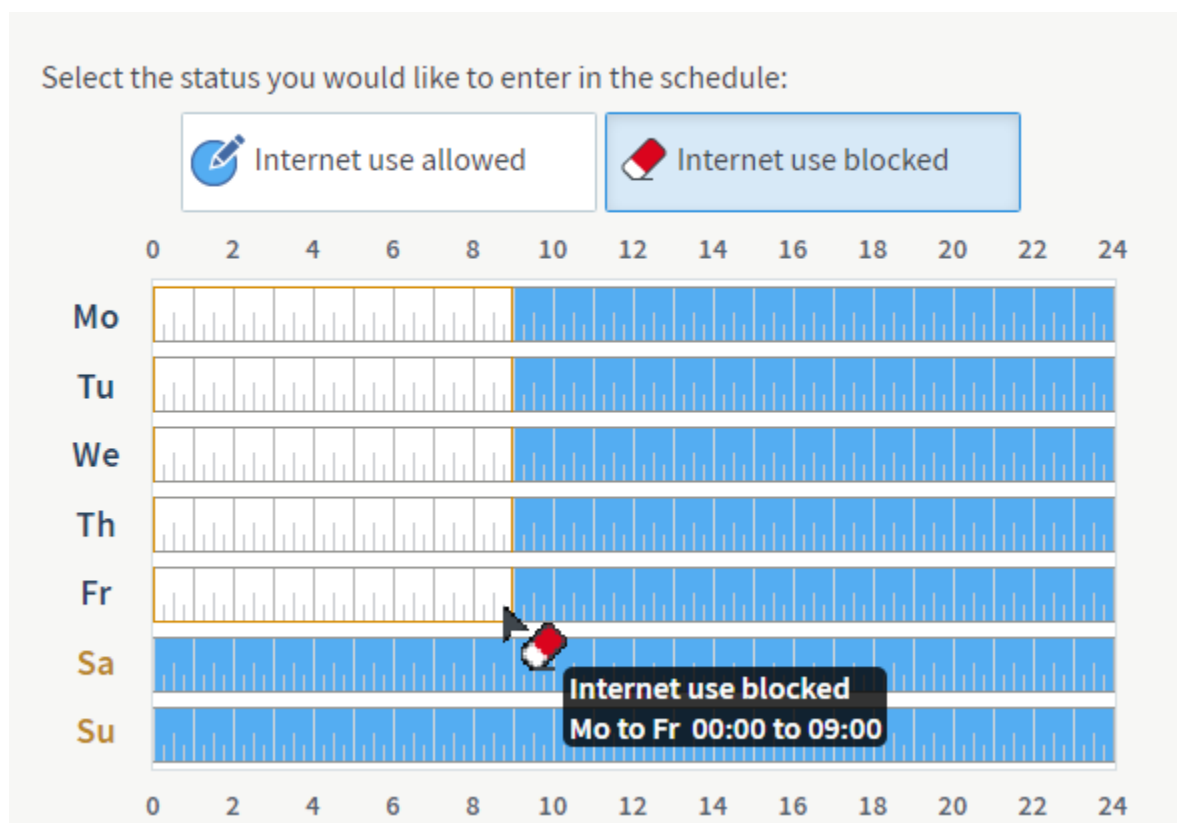 Select the status you would like to enter in the schedule:
Internet use allowed Internet use blocked
0 2 4 6 8 10 12 14 16 18 20 22 24
Mo
Tu
We
Th
Fr
Sa
Su
Internet use blocked
Mo to Fr 00:00 to 09:00
0 2 4 6 8 10 12 14 16 18 20 22 24